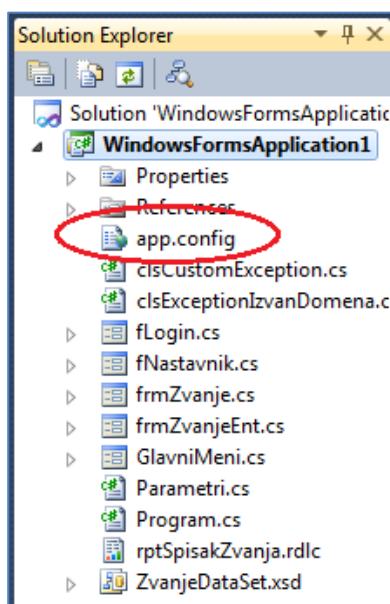 Solution Explorer
Solution 'WindowsFormsApplicatic
WindowsFormsApplication1
Properties
References
app.config
clsCustomException.cs
clsExceptionIzvanDomena.c
fLogin.cs
fNastavnik.cs
frmZvanje.cs
frmZvanjeEnt.cs
GlavniMeni.cs
Parametri.cs
Program.cs
rptSpisakZvanja.rdlc
ZvanjeDataSet.xsd